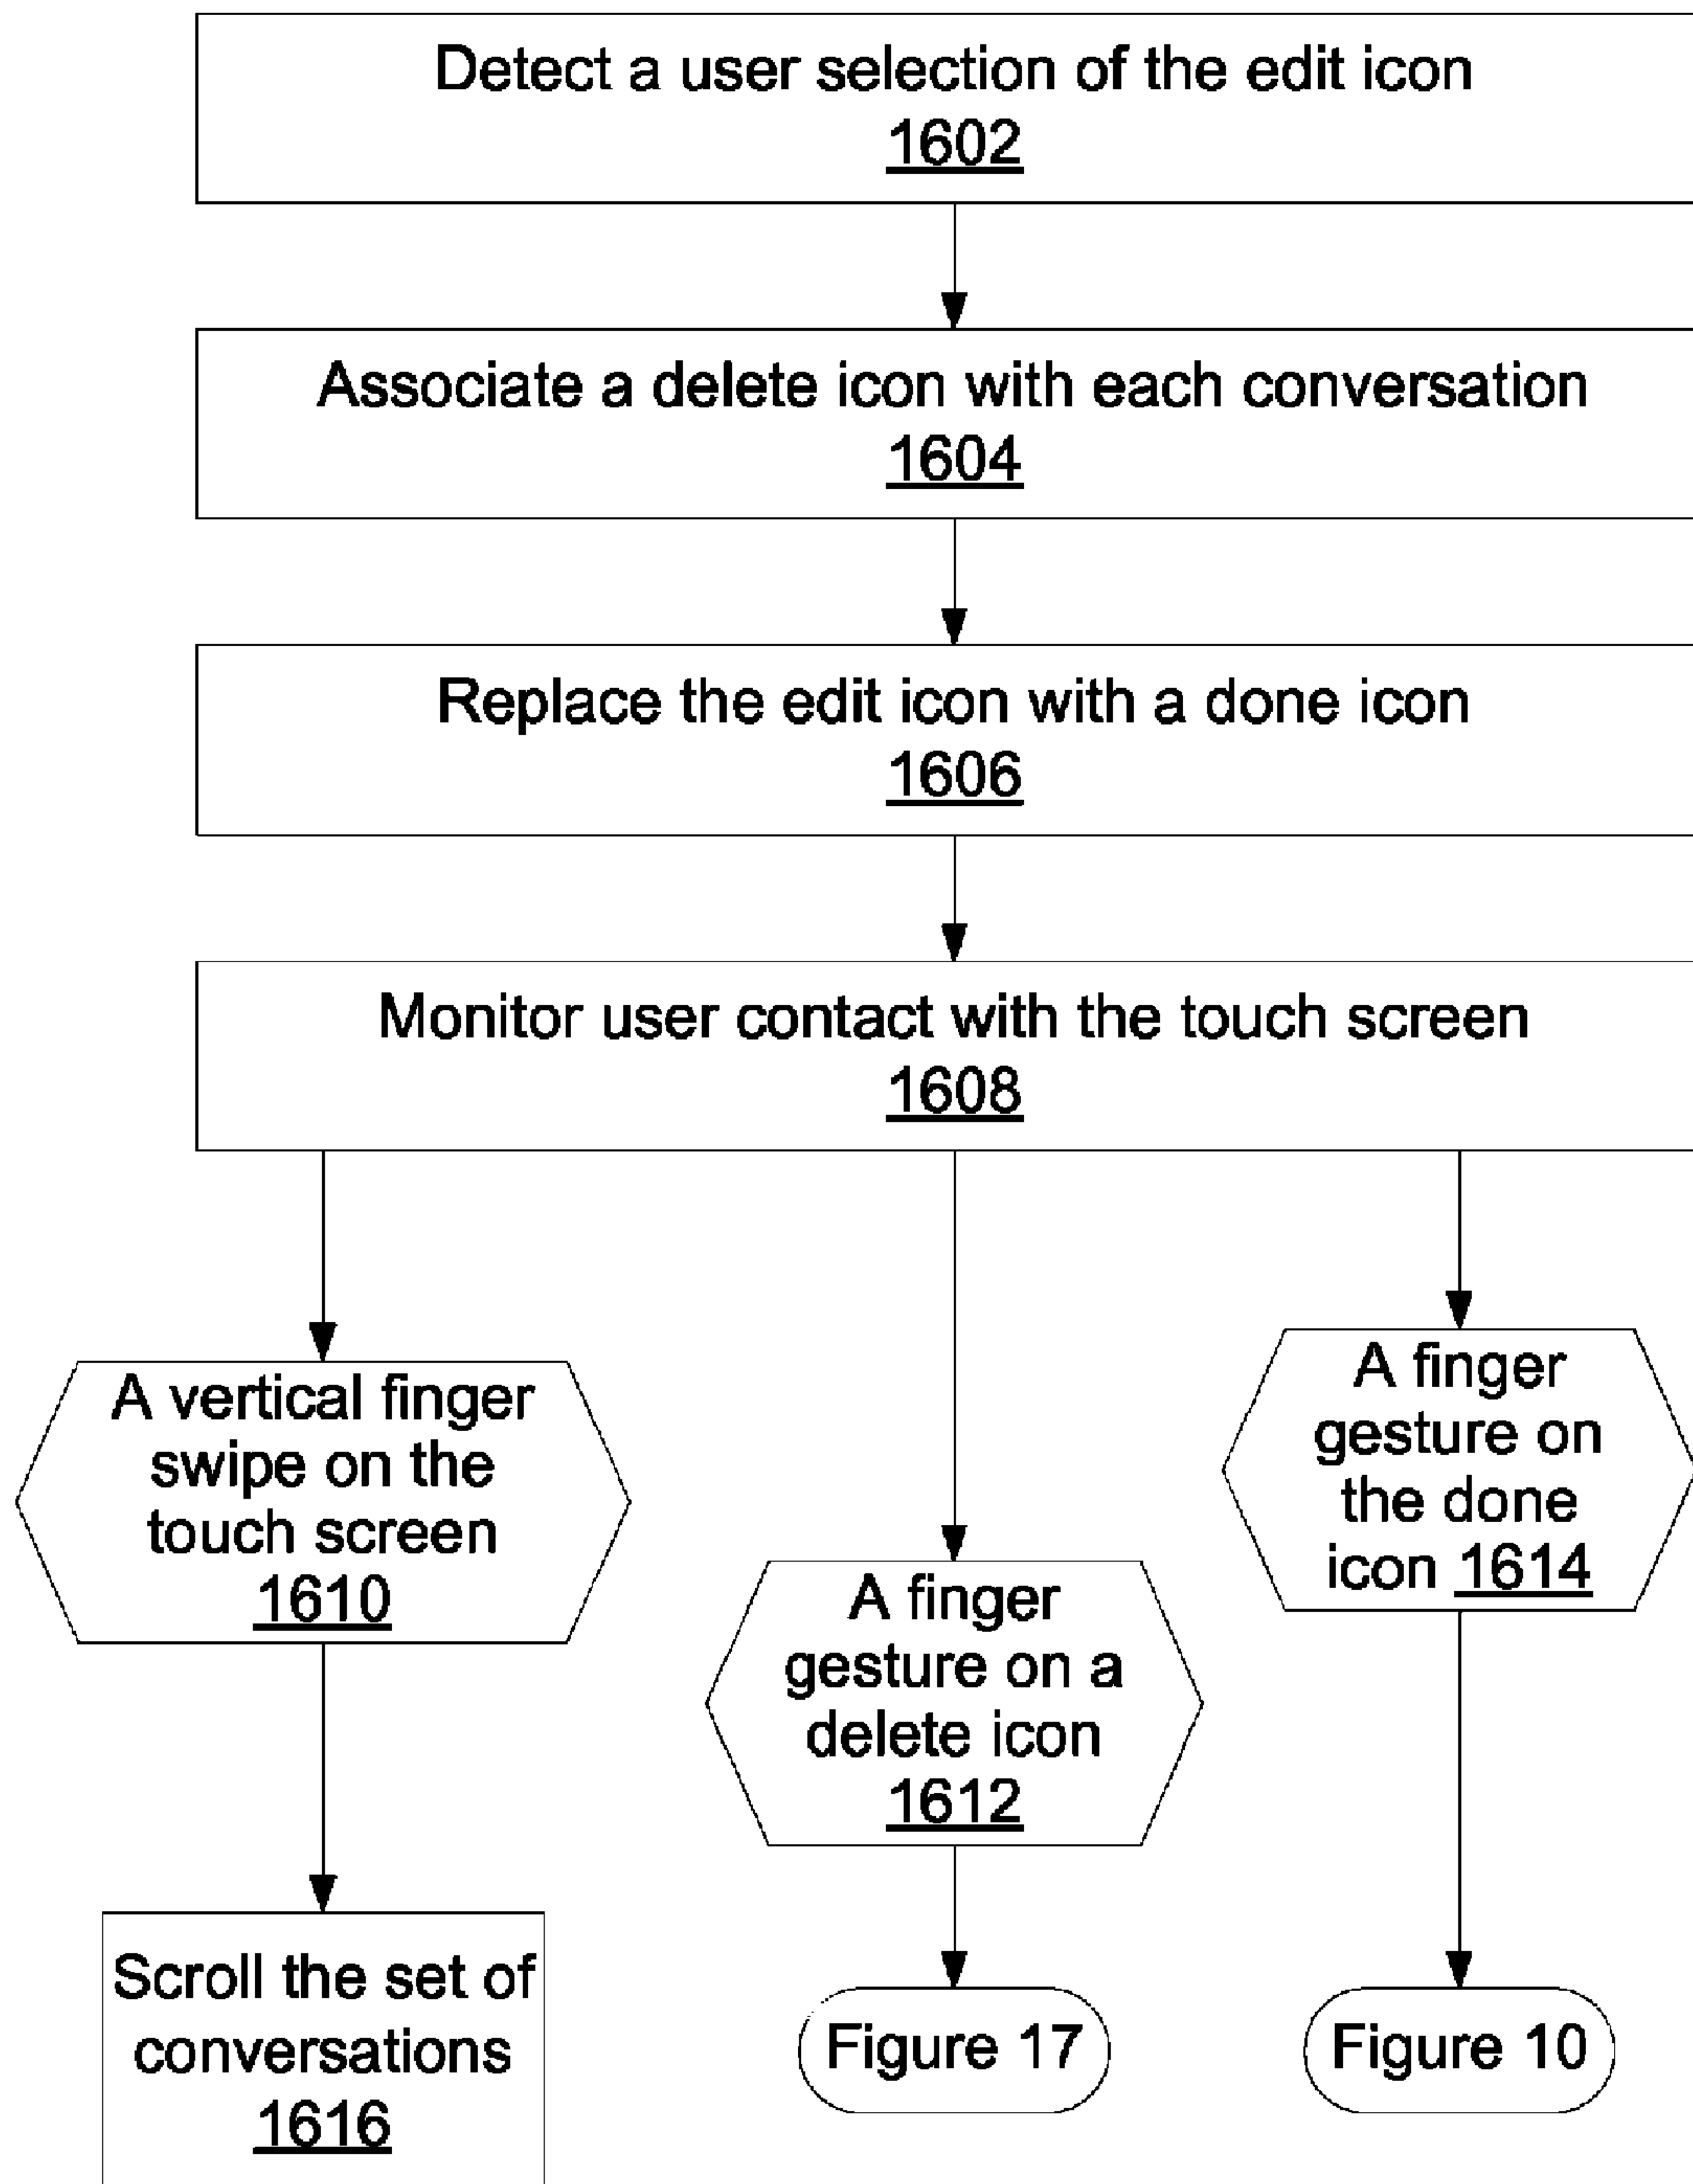 Detect a user selection of the edit icon
1602
Associate a delete icon with each conversation
1604
Replace the edit icon with a done icon
1606
Monitor user contact with the touch screen
1608
A vertical finger
swipe on the
touch screen
1610
A finger
gesture on a
delete icon
1612
A finger
gesture on
the done
icon 1614
Scroll the set of
conversations
1616
Figure 17
Figure 10